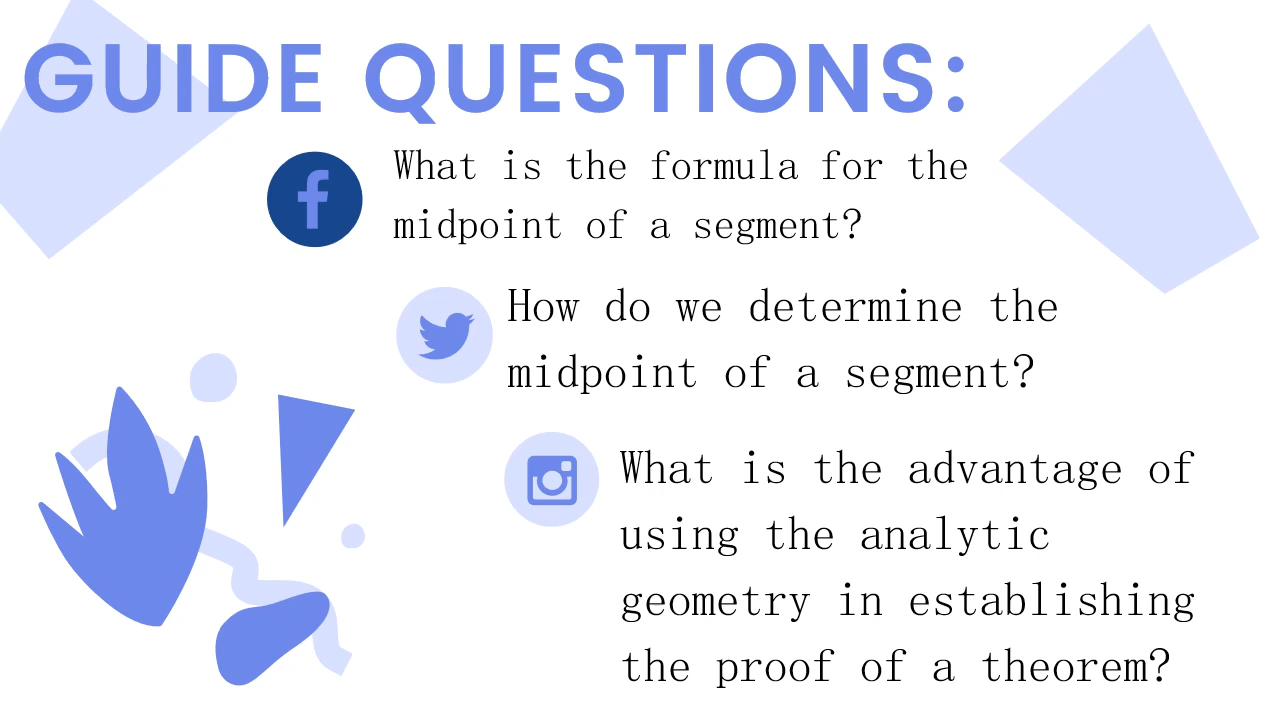 GUIDE QUESTIONS:
What is the formula for the
midpoint of a segment?
How do we determine the
midpoint of a segment?
What is the advantage of
using the analytic
geometry in establishing
the proof of a theorem?